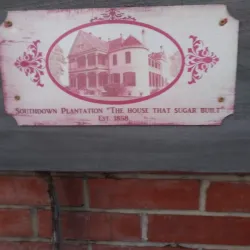 Southdown Plantation "The house that sugar built"
Est. 1858